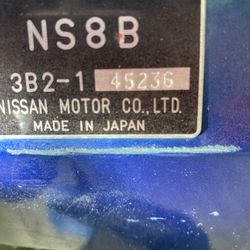 NS8B
3B2-1 45236
NISSAN MOTOR CO., LTD.
MADE IN JAPAN